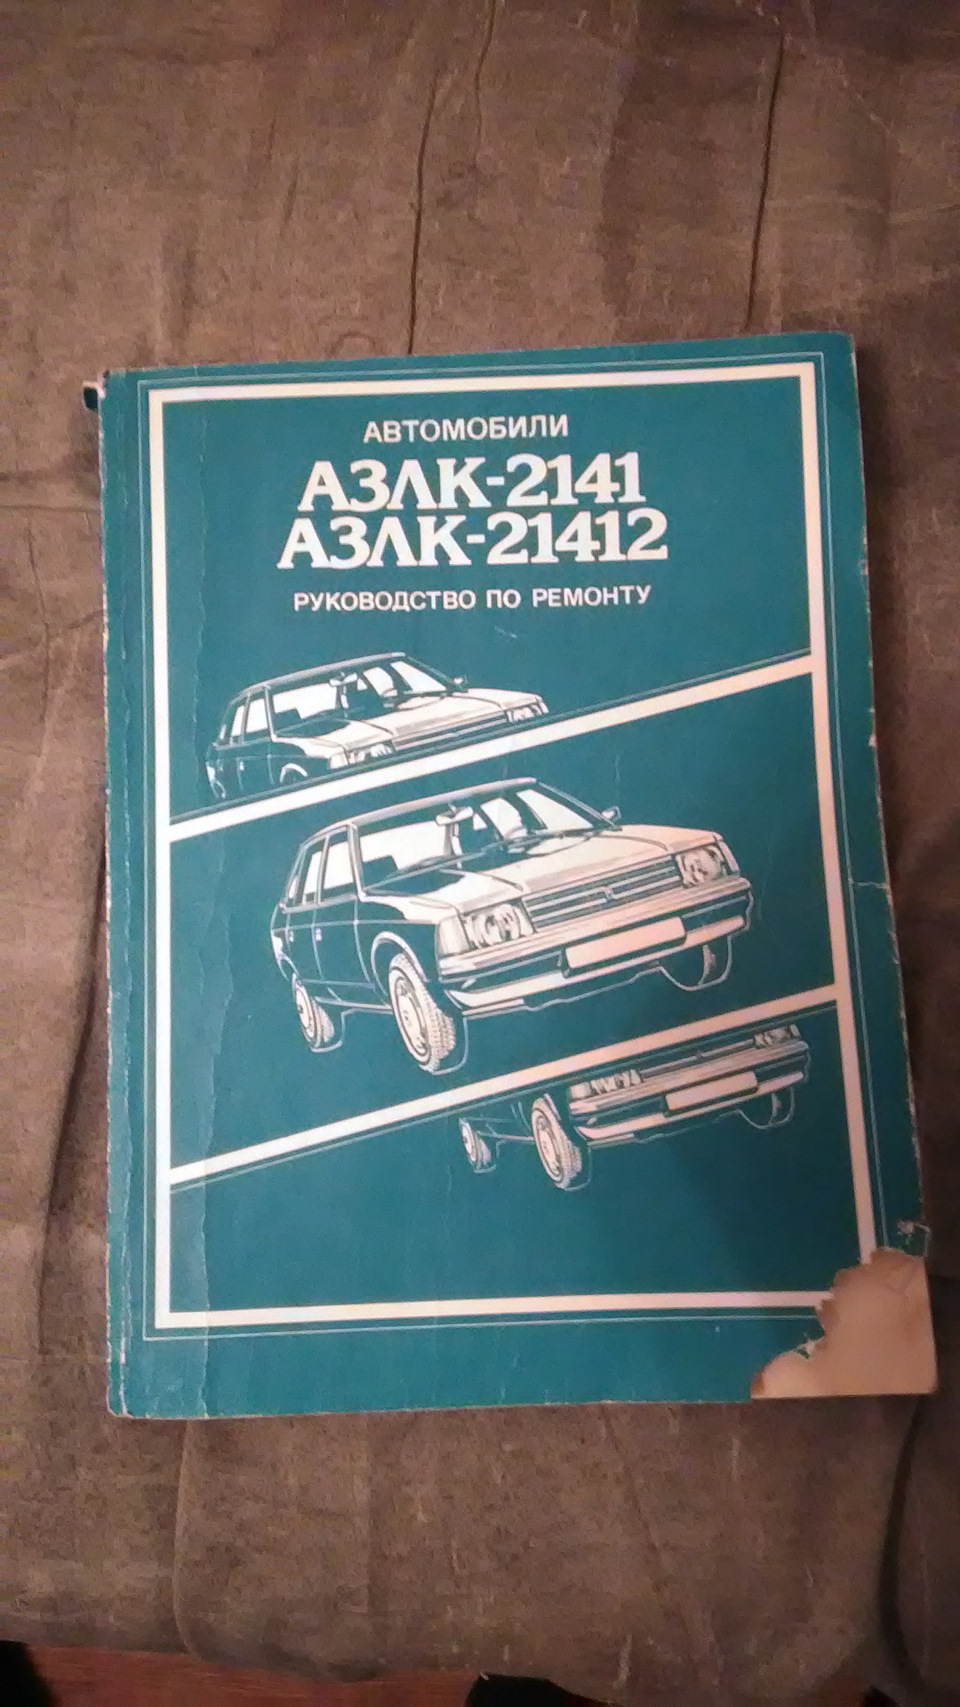 АВТОМОБИЛИ
АЗЛК-2141
АЗЛК-21412
РУКОВОДСТВО ПО РЕМОНТУ